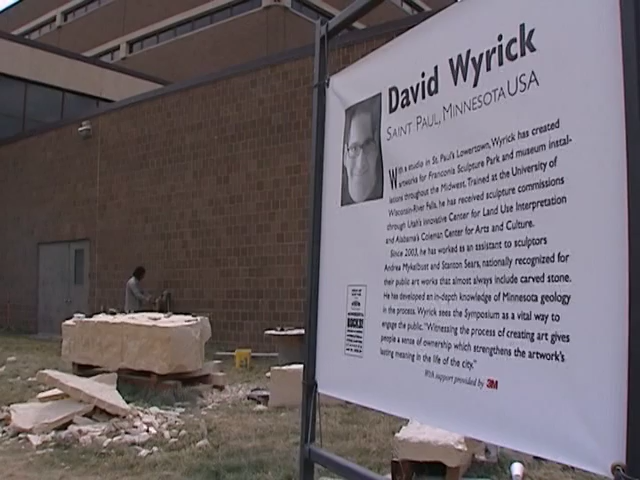 David Wyrick
SAINT PAUL, MINNESOTA USA
With a studio in St. Paul's Lowertown, Wyrick has created
artworks for Franconia Sculpture Park and museum instal-
lations throughout the Midwest. Trained at the University of
Wisconsin-River Falls, he has received sculpture commissions
through Utah's innovative Center for Land Use Interpretation
and Alabama's Coleman Center for Arts and Culture.
Since 2003, he has worked as an assistant to sculptors
Andrea Myklebust and Stanton Sears, nationally recognized for
their public art works that almost always include carved stone.
He has developed an in-depth knowledge of Minnesota geology
in the process. Wyrick sees the Symposium as a vital way to
engage the public. "Witnessing the process of creating art gives
people a sense of ownership which strengthens the artwork's
lasting meaning in the life of the city."
With support provided by 3M
MINNESOTA
ROCKS!